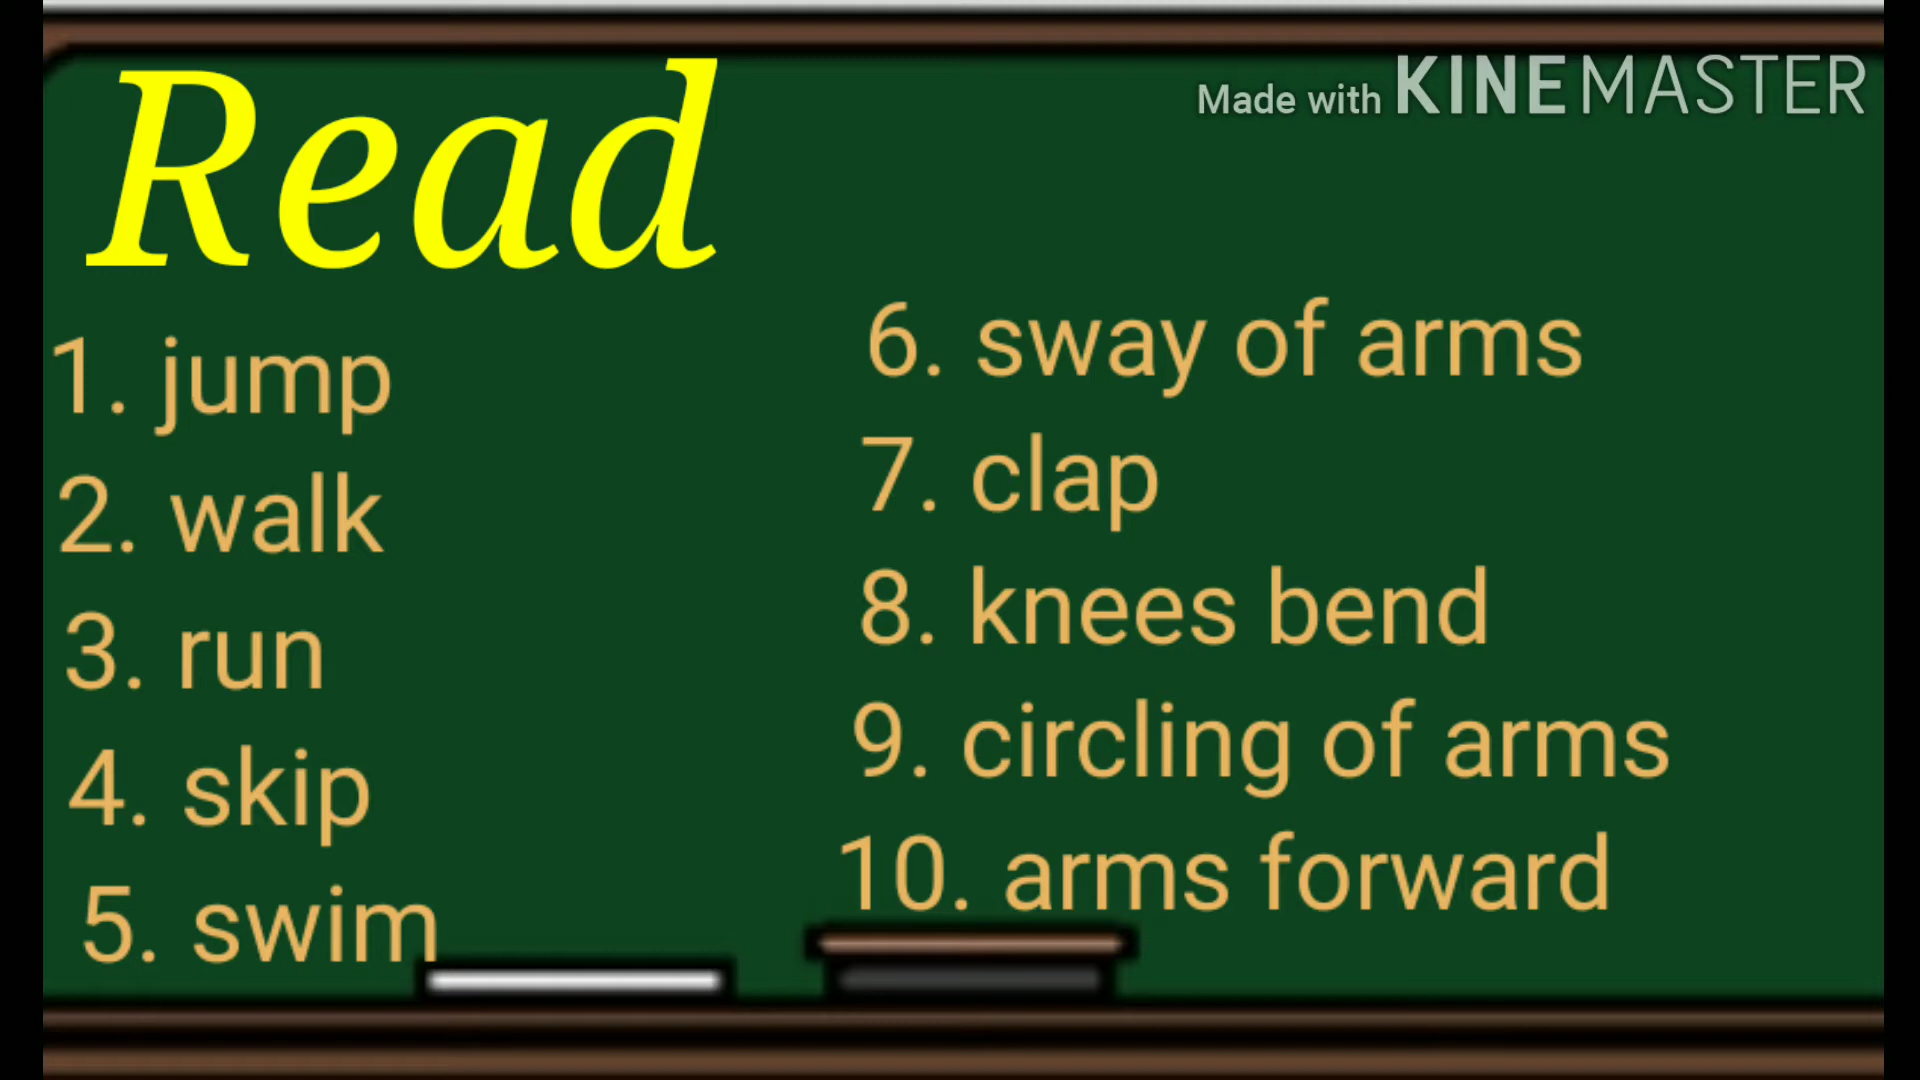 Read
Made with KINEMASTER
1. jump
2. walk
3. run
4. skip
5. swim
6. sway of arms
7. clap
8. knees bend
9. circling of arms
10. arms forward